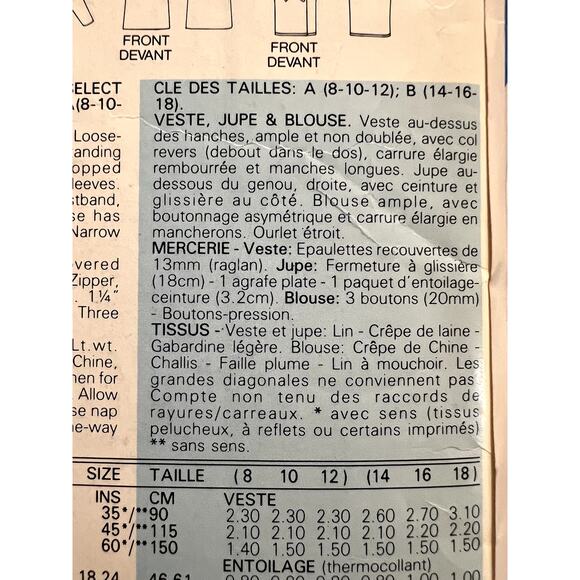 FRONT
DEVANT
FRONT
DEVANT
SELECT
A(8-10-
Loose-
anding
opped
leeves.
stband,
se has
Narrow
vered
Zipper,
. 1¼"
Three
Lt.wt.
Chine,
en for
Allow
se nap
ne-way
CLE DES TAILLES: A (8-10-12); B (14-16-
18).
VESTE, JUPE & BLOUSE. Veste au-dessus
des hanches, ample et non doublée, avec col
revers (debout dans le dos), carrure élargie
rembourrée et manches longues. Jupe au-
dessous du genou, droite, avec ceinture et
glissière au côté. Blouse ample, avec
boutonnage asymétrique et carrure élargie en
mancherons. Ourlet étroit.
MERCERIE - Veste: Epaulettes recouvertes de
13mm (raglan). Jupe: Fermeture à glissière
(18cm) - 1 agrafe plate - 1 paquet d'entoilage-
ceinture (3.2cm). Blouse: 3 boutons (20mm)
- Boutons-pression.
TISSUS - Veste et jupe: Lin - Crêpe de laine -
Gabardine légère. Blouse: Crêpe de Chine -
Challis - Faille plume - Lin à mouchoir. Les
grandes diagonales ne conviennent pas.
Compte non tenu des raccords de
rayures/carreaux. * avec sens (tissus
pelucheux, à reflets ou certains imprimés)
** sans sens.
SIZE TAILLE (8 10 12) (14 16 18)
INS CM VESTE
35*/**90 2.30 2.30 2.30 2.60 2.70 3.10
45*/**115 2.10 2.10 2.10 2.10 2.20 2.20
60*/**150 1.40 1.50 1.50 1.50 1.50 1.50
ENTOILAGE (thermocollant)
18,24 46,61